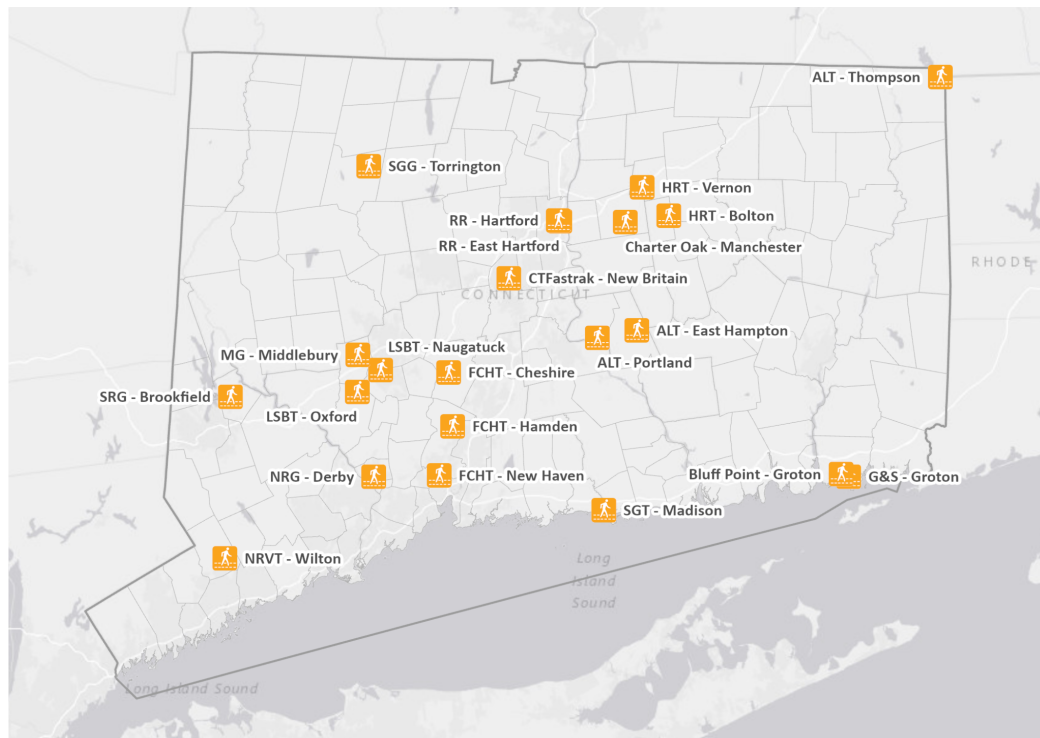 ALT - Thompson
SGG - Torrington
HRT - Vernon
RR - Hartford
HRT - Bolton
RR - East Hartford
Charter Oak - Manchester
RHODE
CTFastrak - New Britain
CONNECTICUT
ALT - East Hampton
LSBT - Naugatuck
MG - Middlebury
ALT - Portland
FCHT - Cheshire
SRG - Brookfield
LSBT - Oxford
FCHT - Hamden
NRG - Derby
FCHT - New Haven
Bluff Point - Groton
G&S - Groton
SGT - Madison
NRVT - Wilton
Long
Island
Sound
Long Island Sound